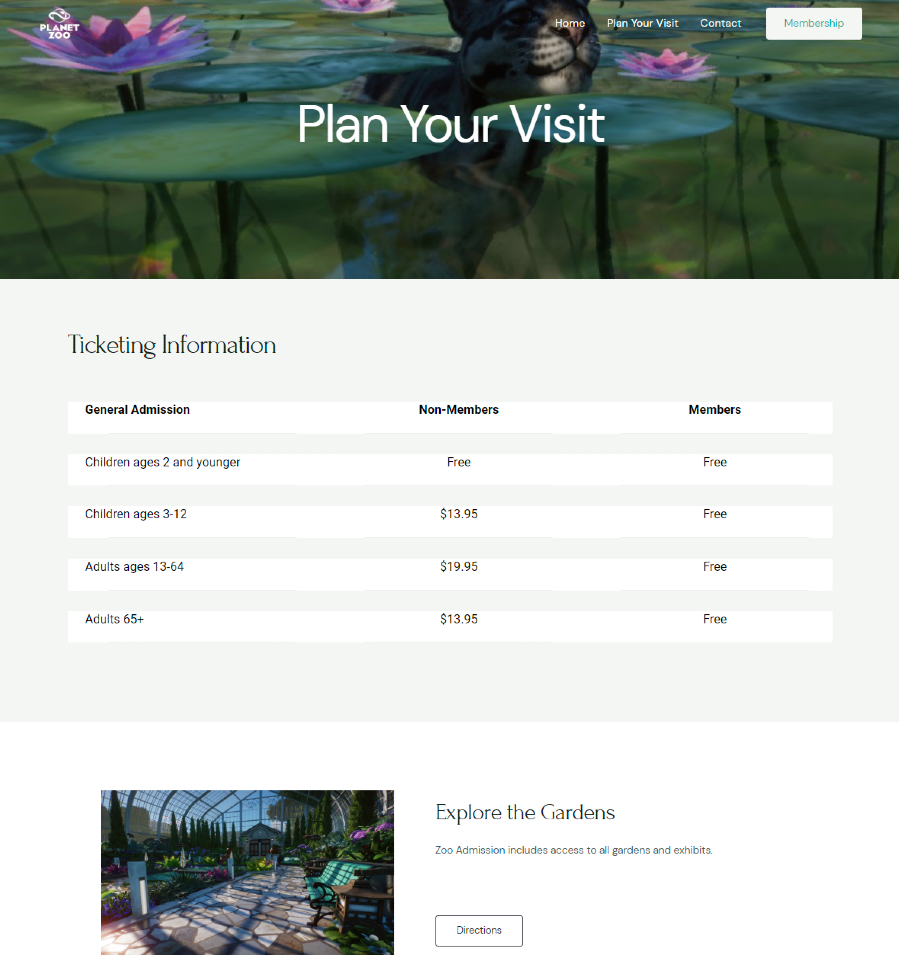 PLANET
ZOO
Home Plan Your Visit Contact Membership
Plan Your Visit
Ticketing Information
General Admission Non-Members Members
Children ages 2 and younger Free Free
Children ages 3-12 $13.95 Free
Adults ages 13-64 $19.95 Free
Adults 65+ $13.95 Free
Explore the Gardens
Zoo Admission includes access to all gardens and exhibits.
Directions